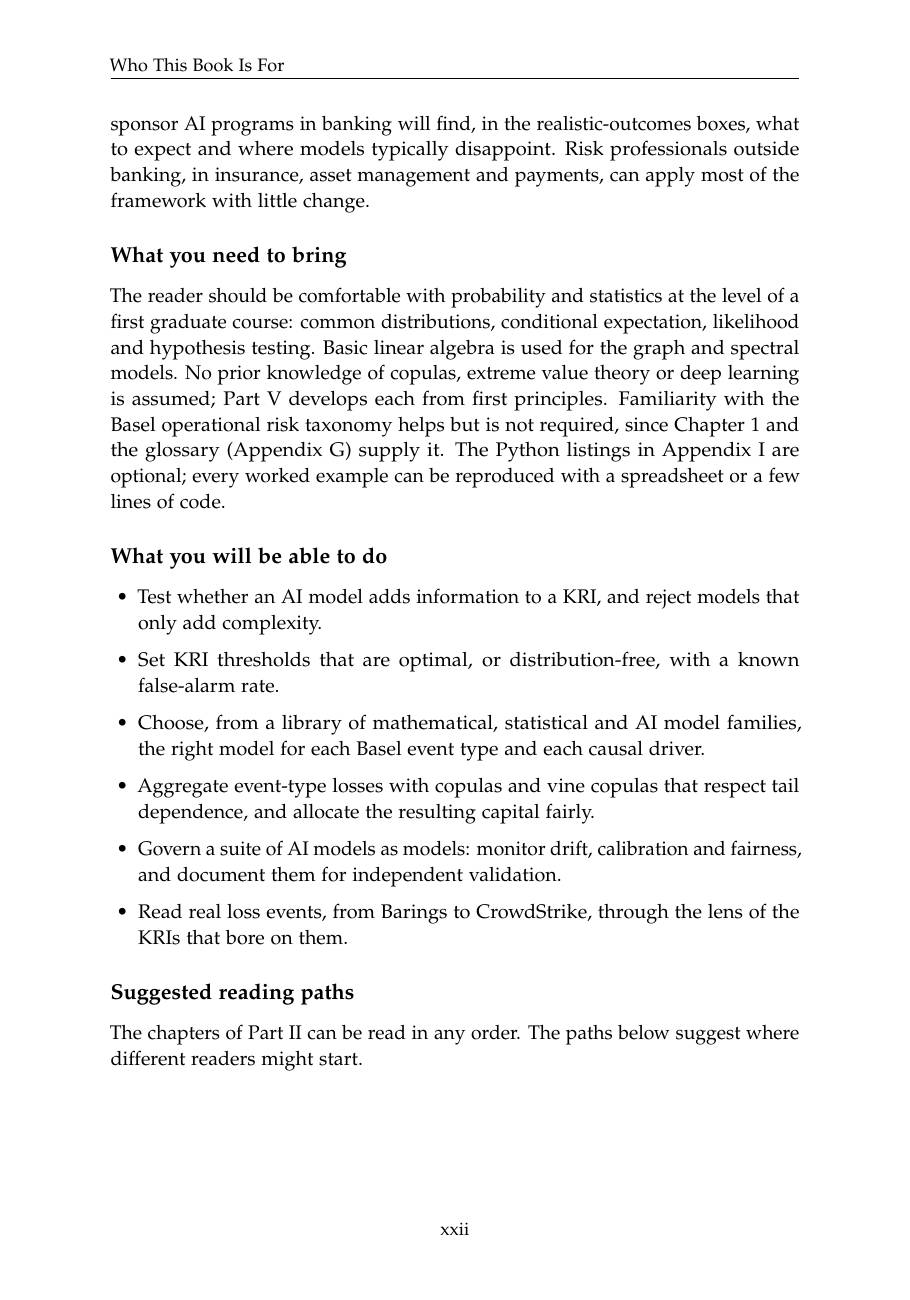 Who This Book Is For
sponsor AI programs in banking will find, in the realistic-outcomes boxes, what
to expect and where models typically disappoint. Risk professionals outside
banking, in insurance, asset management and payments, can apply most of the
framework with little change.
What you need to bring
The reader should be comfortable with probability and statistics at the level of a
first graduate course: common distributions, conditional expectation, likelihood
and hypothesis testing. Basic linear algebra is used for the graph and spectral
models. No prior knowledge of copulas, extreme value theory or deep learning
is assumed; Part V develops each from first principles. Familiarity with the
Basel operational risk taxonomy helps but is not required, since Chapter 1 and
the glossary (Appendix G) supply it. The Python listings in Appendix I are
optional; every worked example can be reproduced with a spreadsheet or a few
lines of code.
What you will be able to do
• Test whether an AI model adds information to a KRI, and reject models that
only add complexity.
• Set KRI thresholds that are optimal, or distribution-free, with a known
false-alarm rate.
• Choose, from a library of mathematical, statistical and AI model families,
the right model for each Basel event type and each causal driver.
• Aggregate event-type losses with copulas and vine copulas that respect tail
dependence, and allocate the resulting capital fairly.
• Govern a suite of AI models as models: monitor drift, calibration and fairness,
and document them for independent validation.
• Read real loss events, from Barings to CrowdStrike, through the lens of the
KRIs that bore on them.
Suggested reading paths
The chapters of Part II can be read in any order. The paths below suggest where
different readers might start.
xxii